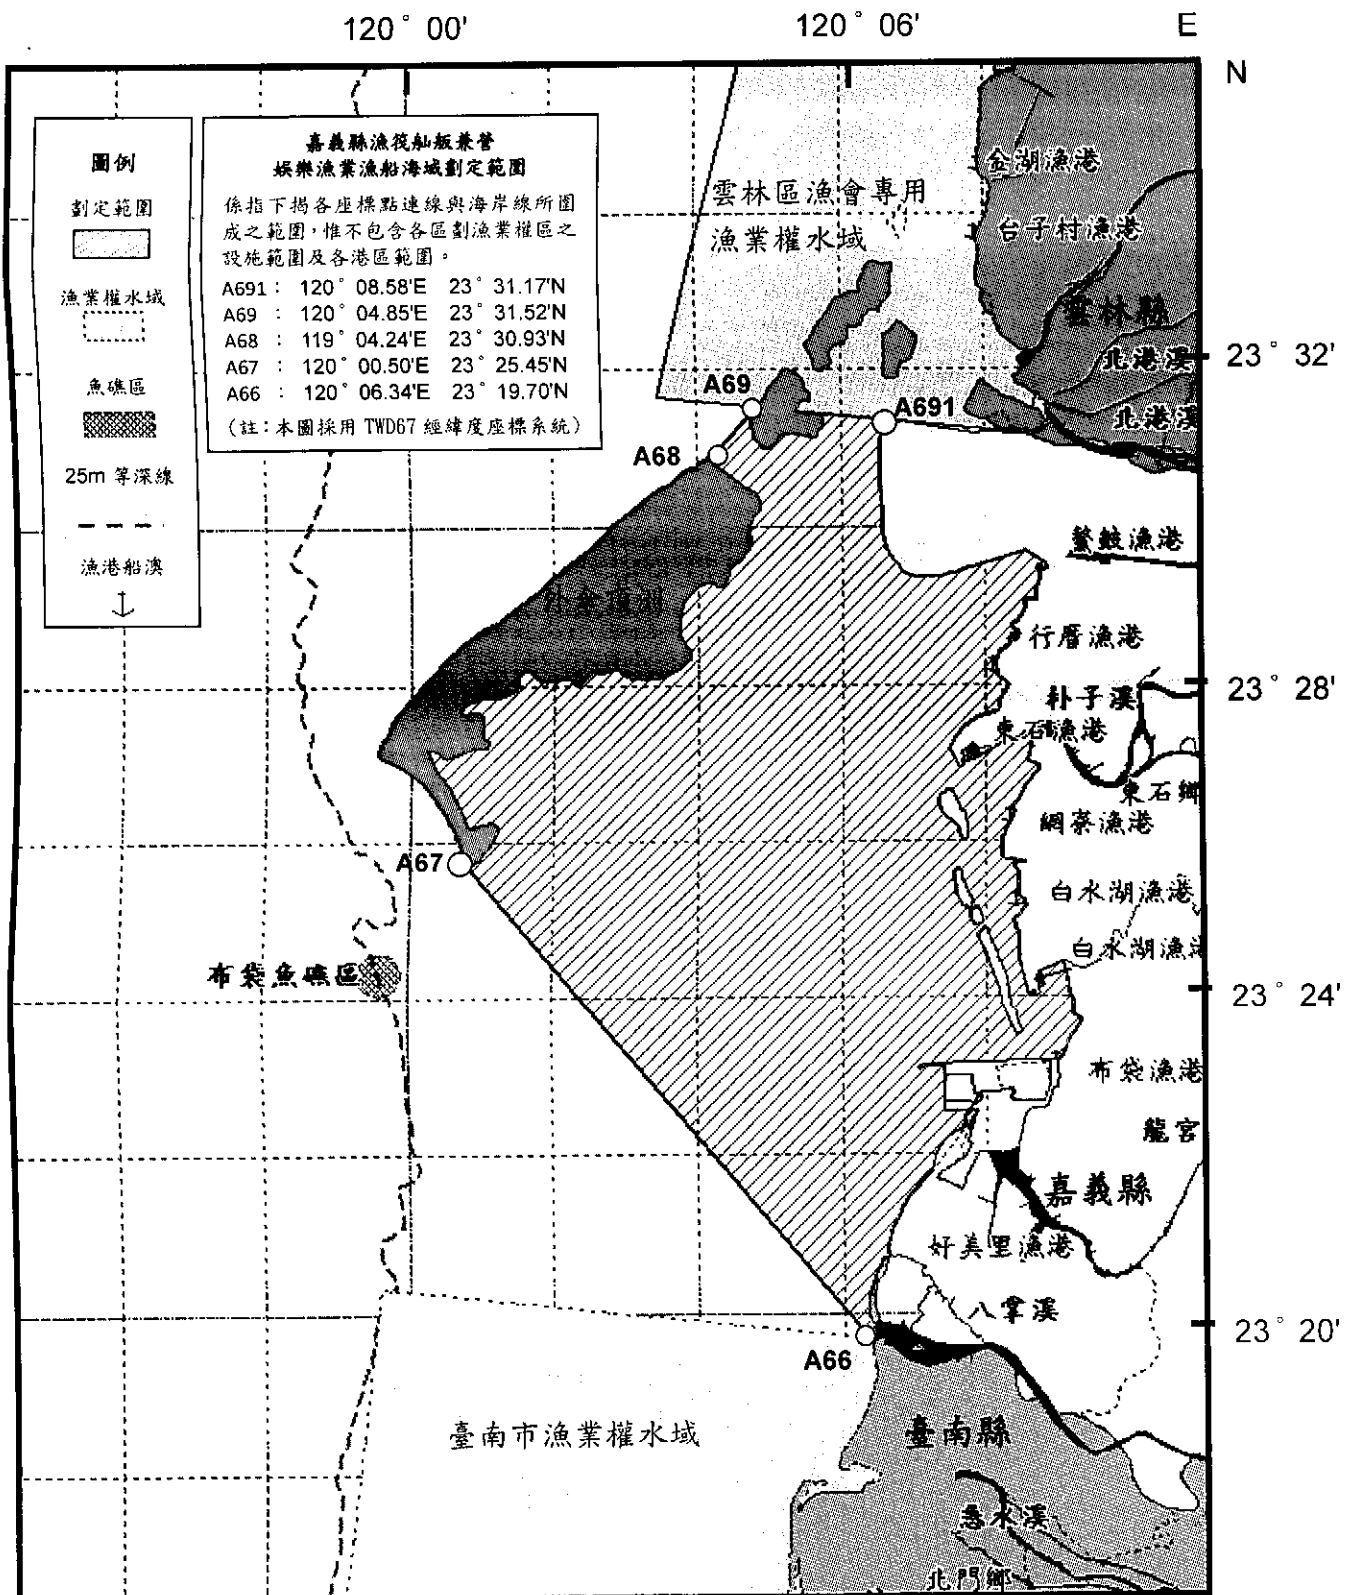 120° 00'
120° 06'
E
N
圖例
劃定範圍
漁業權水域
魚礁區
25m 等深線
漁港船澳
嘉義縣漁筏舢舨兼營
娛樂漁業漁船海域劃定範圍
係指下揭各座標點連線與海岸線所圍
成之範圍,惟不包含各區劃漁業權區之
設施範圍及各港區範圍。
A691 : 120° 08.58'E 23° 31.17'N
A69 : 120° 04.85'E 23° 31.52'N
A68 : 119° 04.24'E 23° 30.93'N
A67 : 120° 00.50'E 23° 25.45'N
A66 : 120° 06.34'E 23° 19.70'N
(註:本圖採用 TWD67 經緯度座標系統)
雲林區漁會專用
漁業權水域
金湖漁港
台子村漁港
雲林縣
北港溪
23° 32'
A69
A691
北港溪
A68
鰲鼓漁港
外傘頂洲
行厝漁港
23° 28'
朴子溪
東石漁港
東石鄉
網寮漁港
A67
白水湖漁港
白水湖漁港
布袋魚礁區
23° 24'
布袋漁港
龍宮
嘉義縣
好美里漁港
八掌溪
23° 20'
A66
臺南市漁業權水域
臺南縣
急水溪
北門鄉